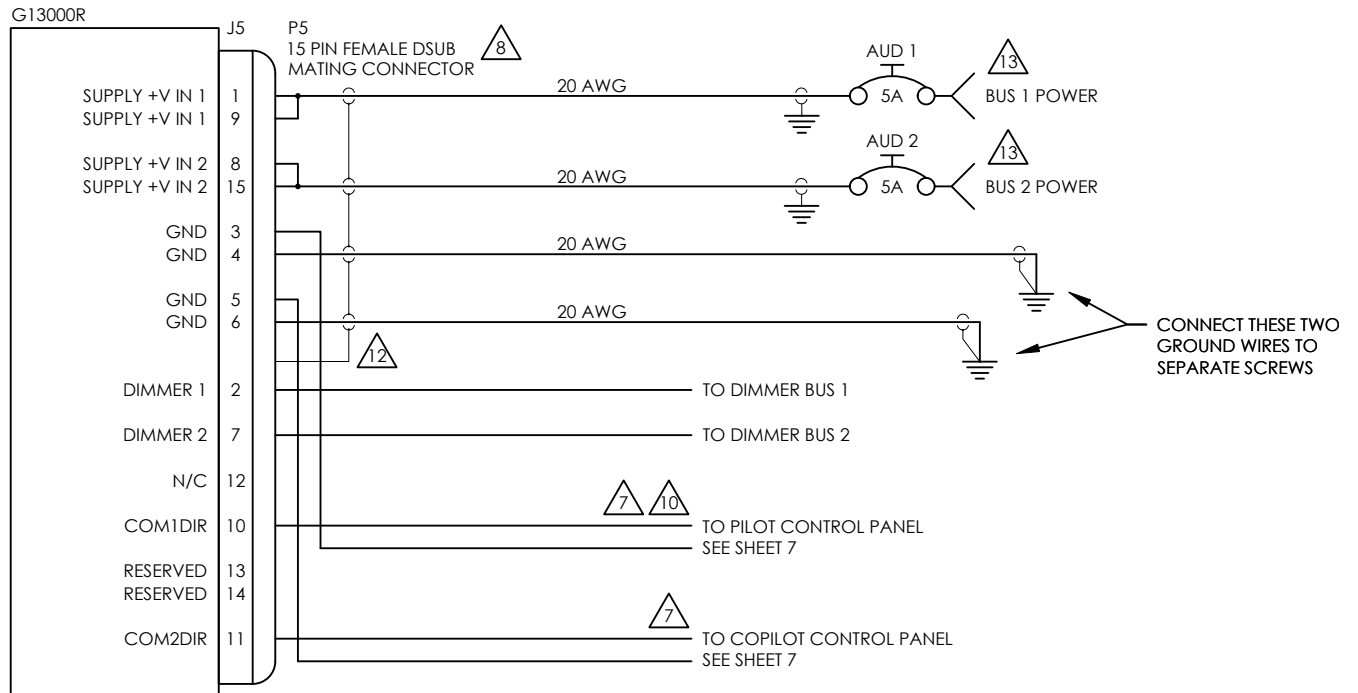 G13000R
J5
P5
15 PIN FEMALE DSUB
MATING CONNECTOR
8
AUD 1
13
SUPPLY +V IN 1 1
20 AWG
5A
BUS 1 POWER
SUPPLY +V IN 1 9
AUD 2
13
SUPPLY +V IN 2 8
SUPPLY +V IN 2 15
20 AWG
5A
BUS 2 POWER
GND 3
GND 4
20 AWG
GND 5
GND 6
20 AWG
CONNECT THESE TWO
GROUND WIRES TO
SEPARATE SCREWS
12
DIMMER 1 2
TO DIMMER BUS 1
DIMMER 2 7
TO DIMMER BUS 2
N/C 12
7
10
COM1DIR 10
TO PILOT CONTROL PANEL
SEE SHEET 7
RESERVED 13
RESERVED 14
7
COM2DIR 11
TO COPILOT CONTROL PANEL
SEE SHEET 7